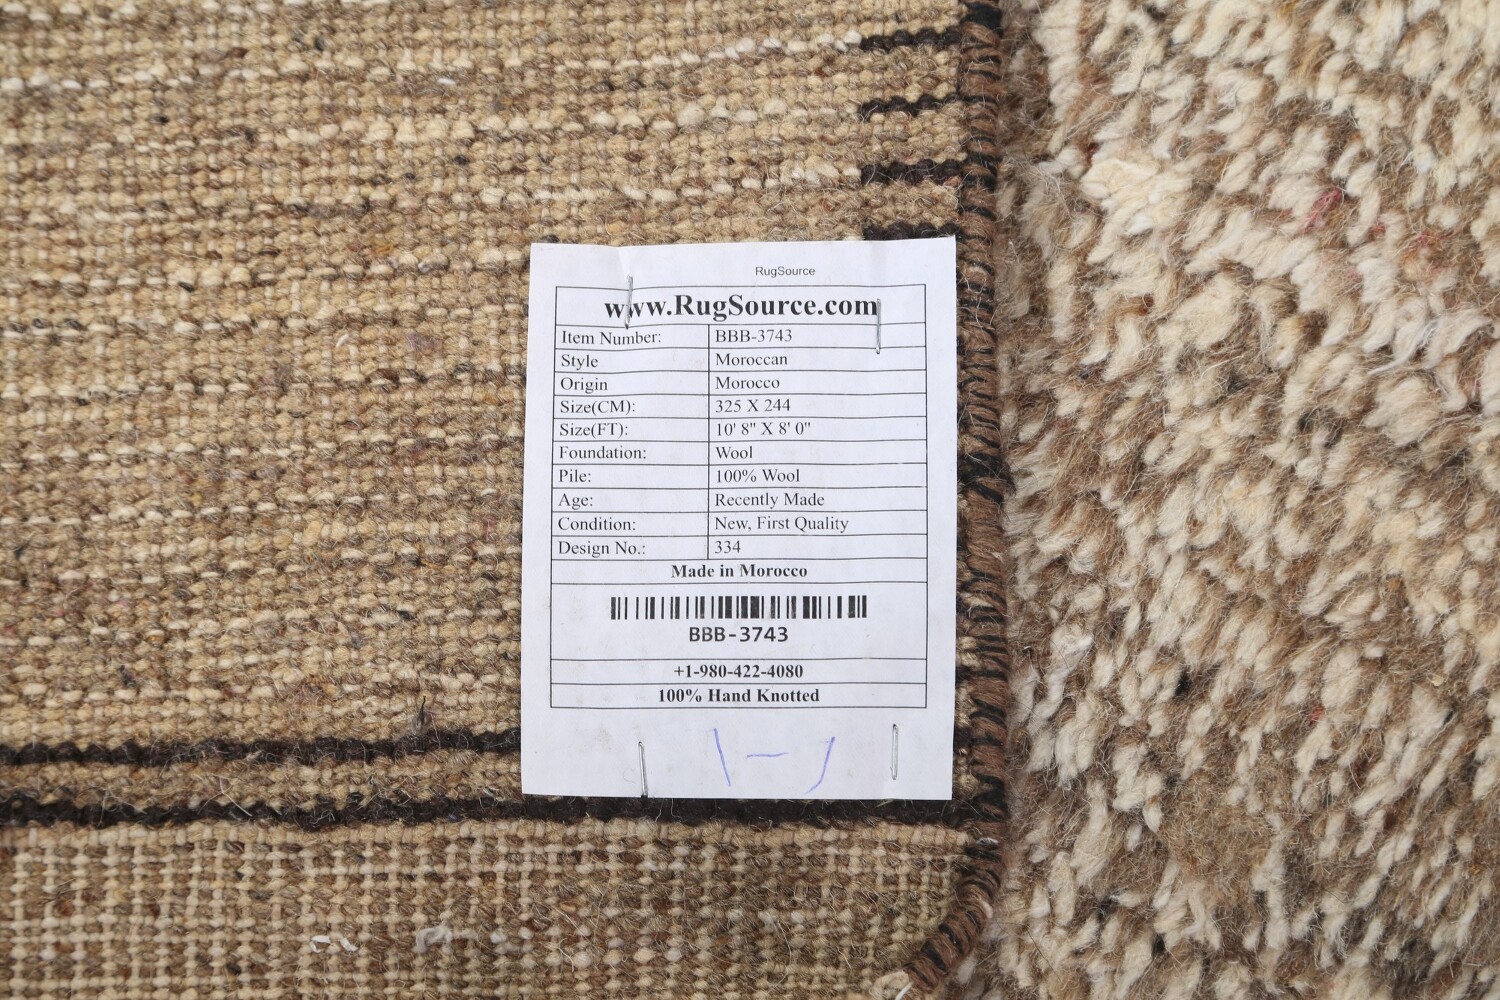 RugSource
www.RugSource.com
Item Number: BBB-3743
Style Moroccan
Origin Morocco
Size(CM): 325 X 244
Size(FT): 10' 8" X 8' 0"
Foundation: Wool
Pile: 100% Wool
Age: Recently Made
Condition: New, First Quality
Design No.: 334
Made in Morocco
BBB-3743
+1-980-422-4080
100% Hand Knotted